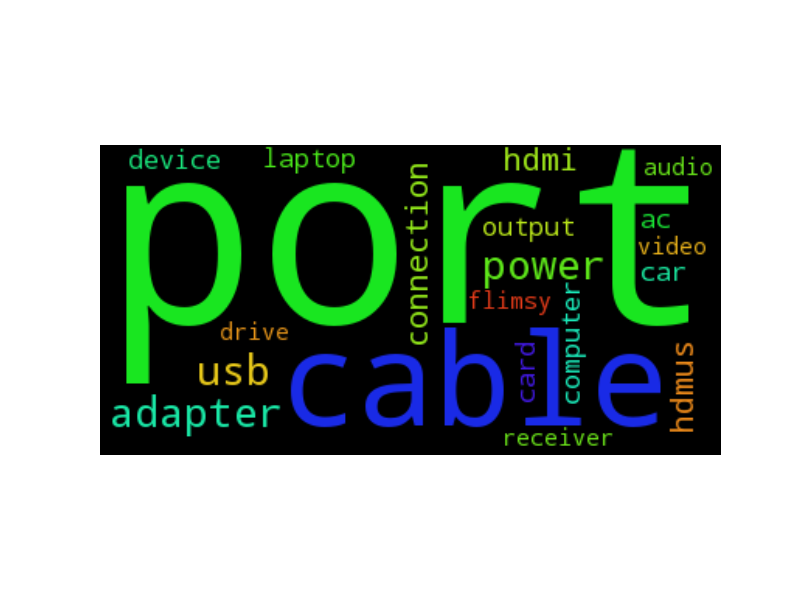 device
laptop
hdmi
audio
port
connection
output
ac
video
power
car
flimsy
computer
drive
usb
cable
card
hdmus
adapter
receiver